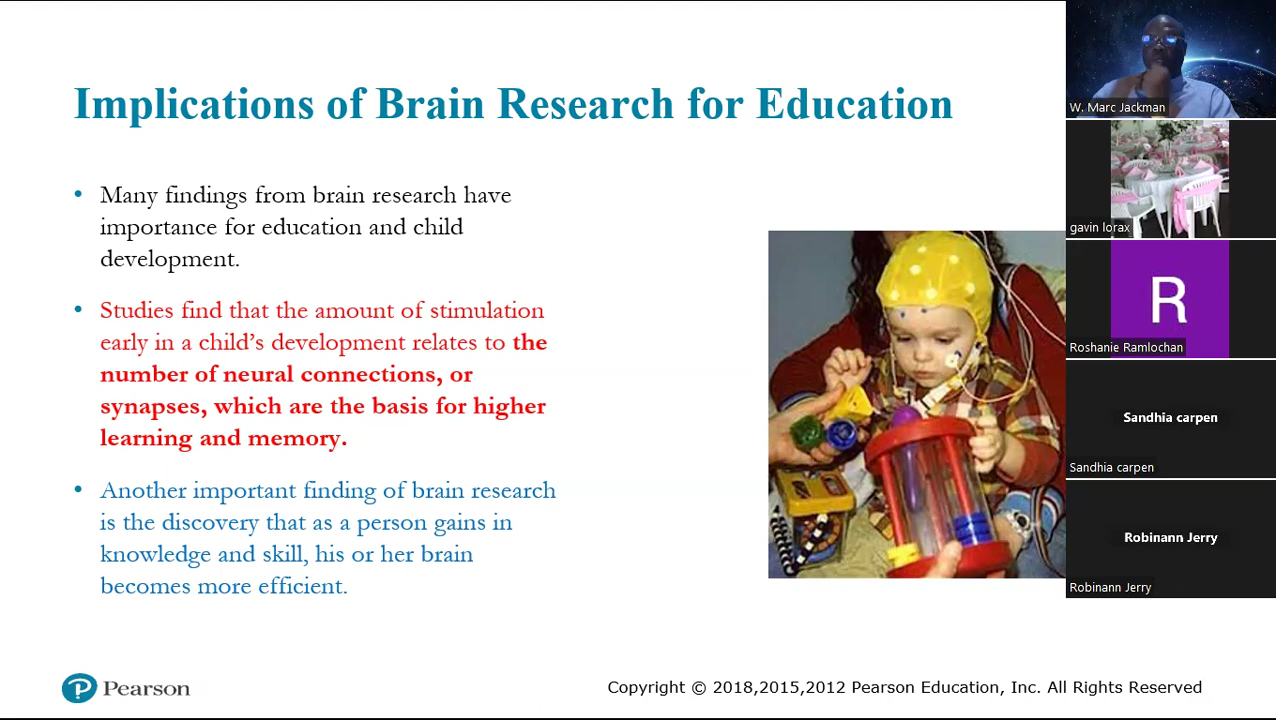 Implications of Brain Research for Education
• Many findings from brain research have
importance for education and child
development.
• Studies find that the amount of stimulation
early in a child’s development relates to the
number of neural connections, or
synapses, which are the basis for higher
learning and memory.
• Another important finding of brain research
is the discovery that as a person gains in
knowledge and skill, his or her brain
becomes more efficient.
Pearson
Copyright © 2018,2015,2012 Pearson Education, Inc. All Rights Reserved
W. Marc Jackman
gavin lorax
R
Roshanie Ramlochan
Sandhia carpen
Sandhia carpen
Robinann Jerry
Robinann Jerry